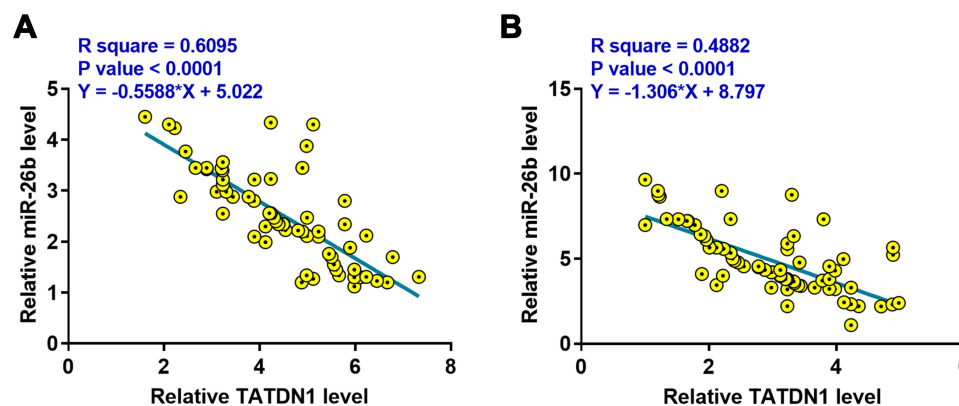 A
R square = 0.6095
P value < 0.0001
Y = -0.5588*X + 5.022
5
4
3
2
1
0
Relative miR-26b level
0 2 4 6 8
Relative TATDN1 level
B
R square = 0.4882
P value < 0.0001
Y = -1.306*X + 8.797
15
10
5
0
Relative miR-26b level
0 2 4
Relative TATDN1 level